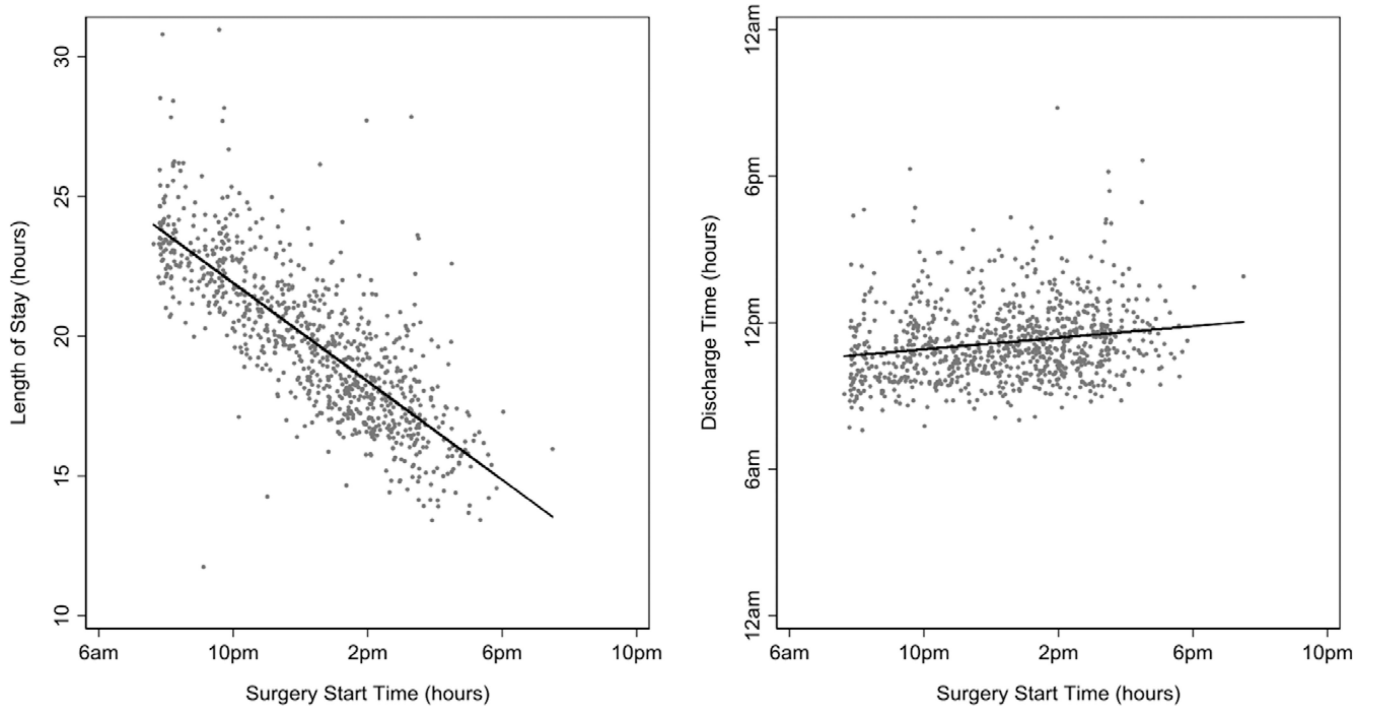 30
25
20
15
10
Length of Stay (hours)
6am 10pm 2pm 6pm 10pm
Surgery Start Time (hours)
12am
6pm
12pm
6am
12am
Discharge Time (hours)
6am 10pm 2pm 6pm 10pm
Surgery Start Time (hours)